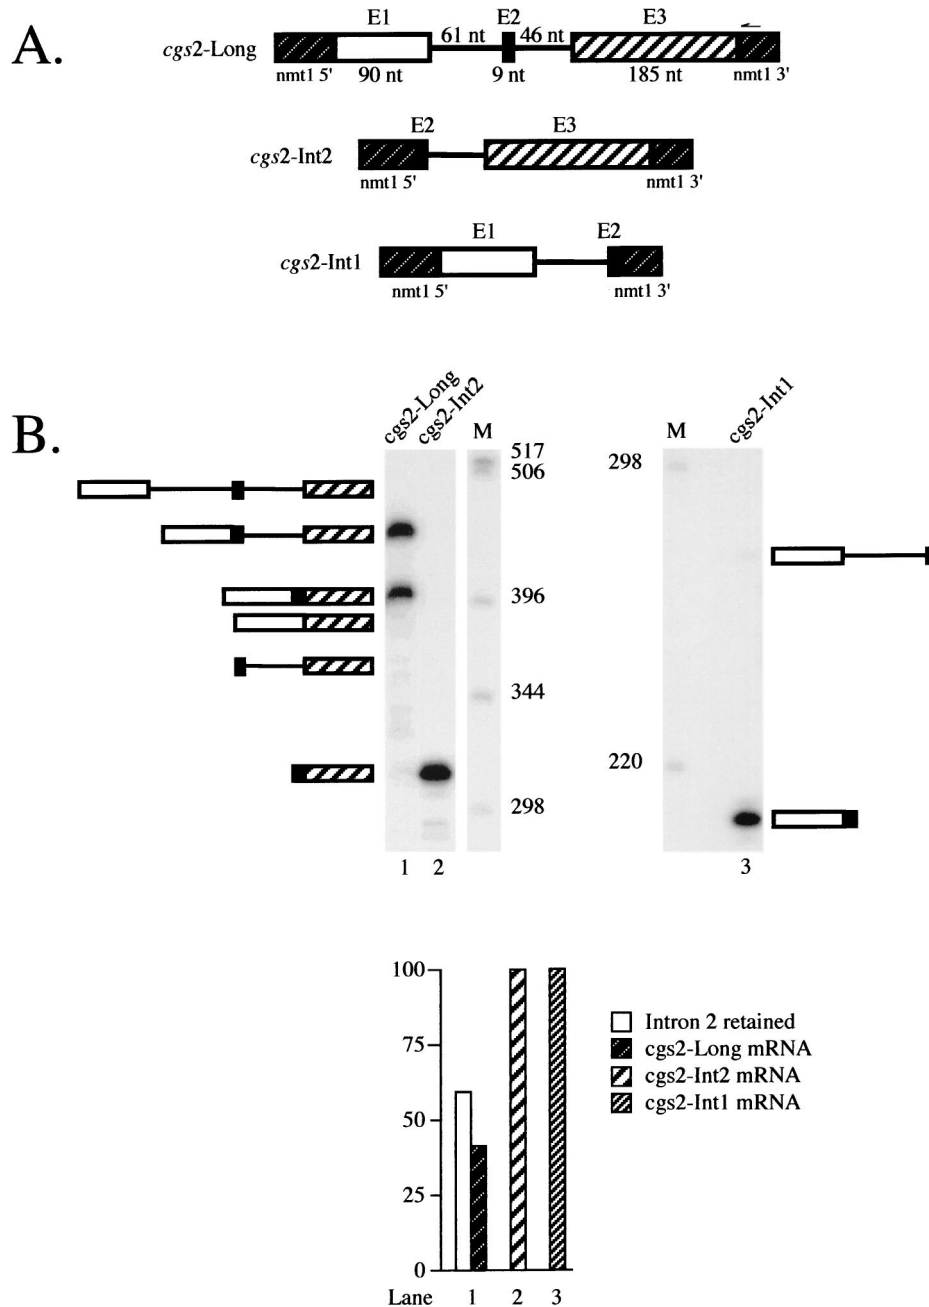 A.
E1 E2 E3
cgs2-Long 61 nt 46 nt
nmt1 5' 90 nt 9 nt 185 nt nmt1 3'
E2 E3
cgs2-Int2
nmt1 5' nmt1 3'
E1 E2
cgs2-Int1
nmt1 5' nmt1 3'
B.
cgs2-Long
cgs2-Int2
M
517
506
396
344
298
1 2
M
cgs2-Int1
298
220
3
100
75
50
25
0
Lane 1 2 3
Intron 2 retained
cgs2-Long mRNA
cgs2-Int2 mRNA
cgs2-Int1 mRNA